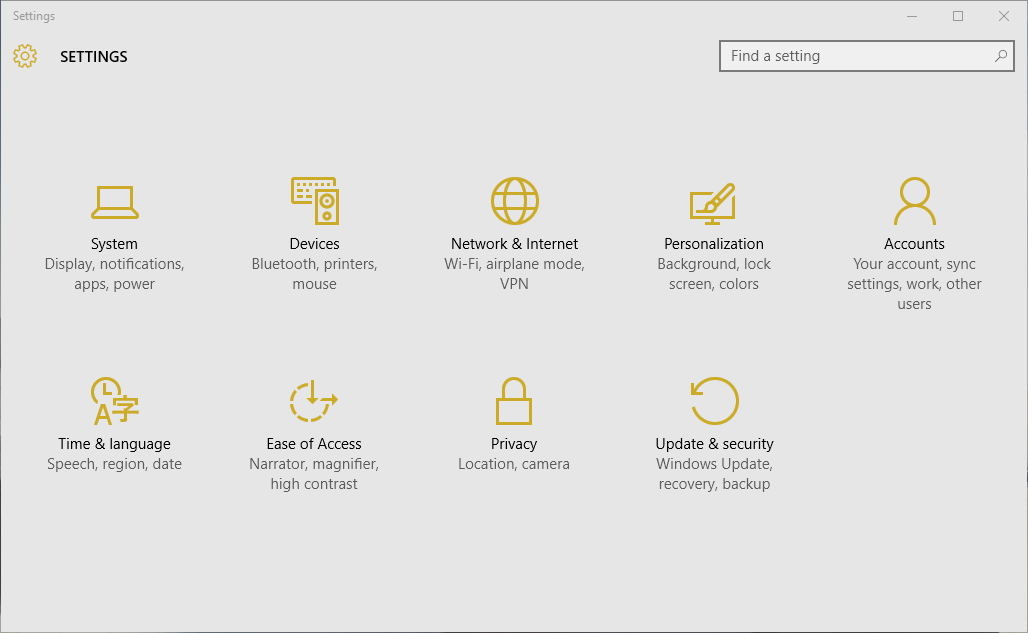 Settings
SETTINGS
Find a setting
System
Display, notifications,
apps, power
Devices
Bluetooth, printers,
mouse
Network & Internet
Wi-Fi, airplane mode,
VPN
Personalization
Background, lock
screen, colors
Accounts
Your account, sync
settings, work, other
users
A字
Time & language
Speech, region, date
Ease of Access
Narrator, magnifier,
high contrast
Privacy
Location, camera
Update & security
Windows Update,
recovery, backup